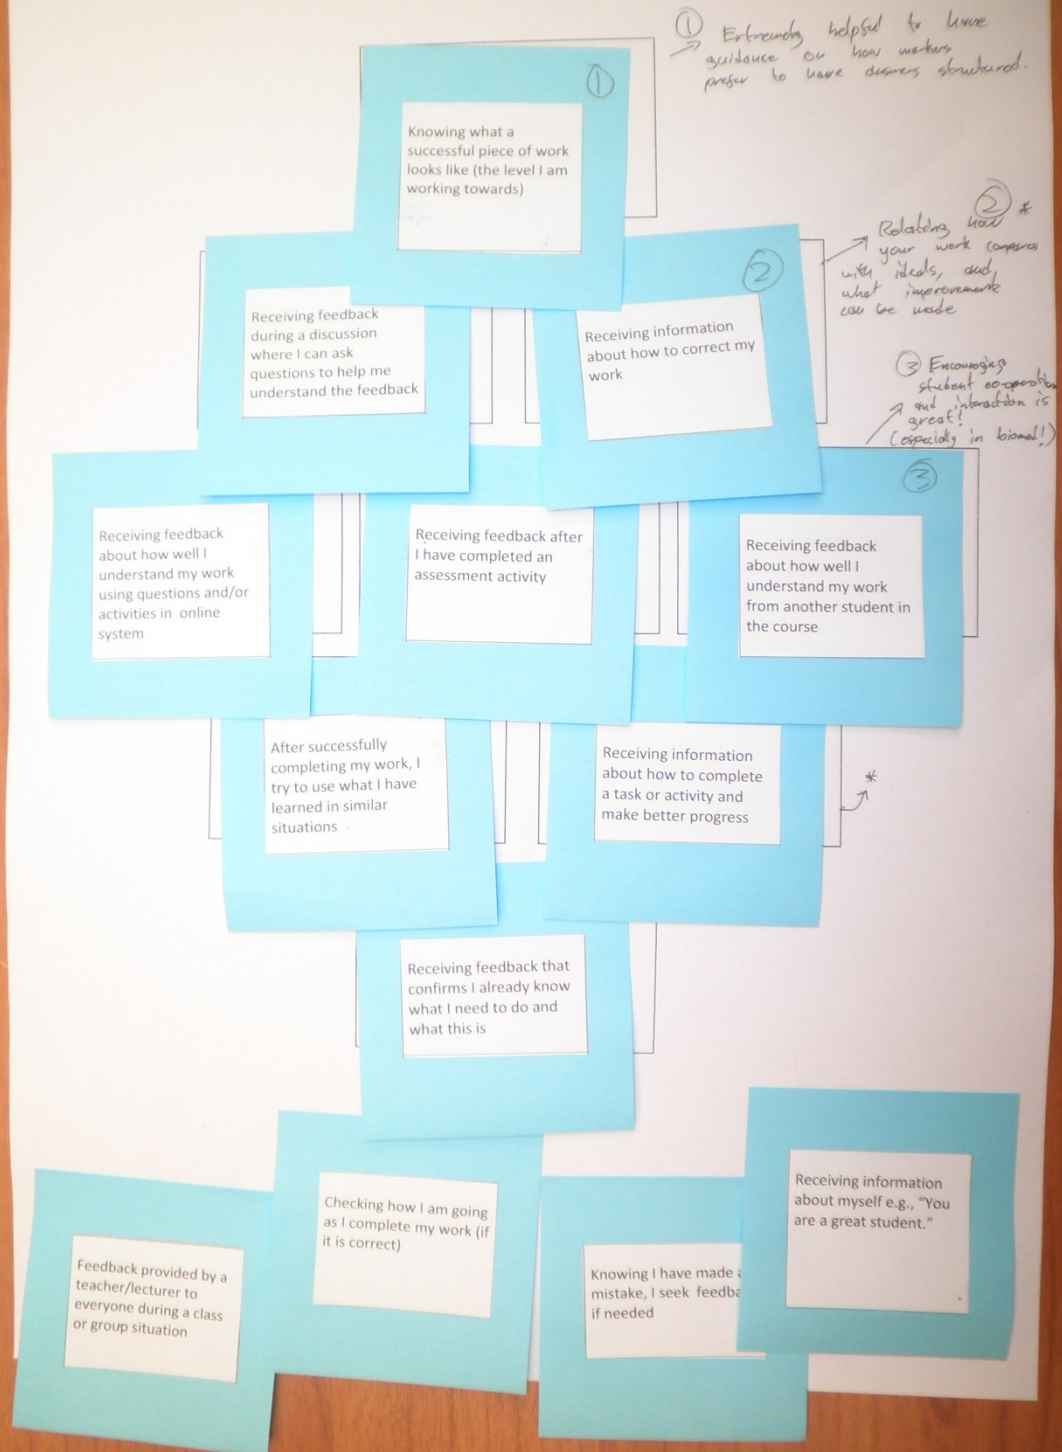 ① Extremely helpful to have
guidance on how markers
prefer to have answers structured.
①
Knowing what a
successful piece of work
looks like (the level I am
working towards)
② *
Relating how
your work compares
with ideals, and
what improvements
can be made
Receiving feedback
during a discussion
where I can ask
questions to help me
understand the feedback
②
Receiving information
about how to correct my
work
③ Encouraging
student co-operation
and interaction is
great!
(especially in biomed!)
Receiving feedback
about how well I
understand my work
using questions and/or
activities in online
system
Receiving feedback after
I have completed an
assessment activity
③
Receiving feedback
about how well I
understand my work
from another student in
the course
After successfully
completing my work, I
try to use what I have
learned in similar
situations
Receiving information
about how to complete
a task or activity and
make better progress
*
Receiving feedback that
confirms I already know
what I need to do and
what this is
Feedback provided by a
teacher/lecturer to
everyone during a class
or group situation
Checking how I am going
as I complete my work (if
it is correct)
Knowing I have made a
mistake, I seek feedba
if needed
Receiving information
about myself e.g., “You
are a great student.”